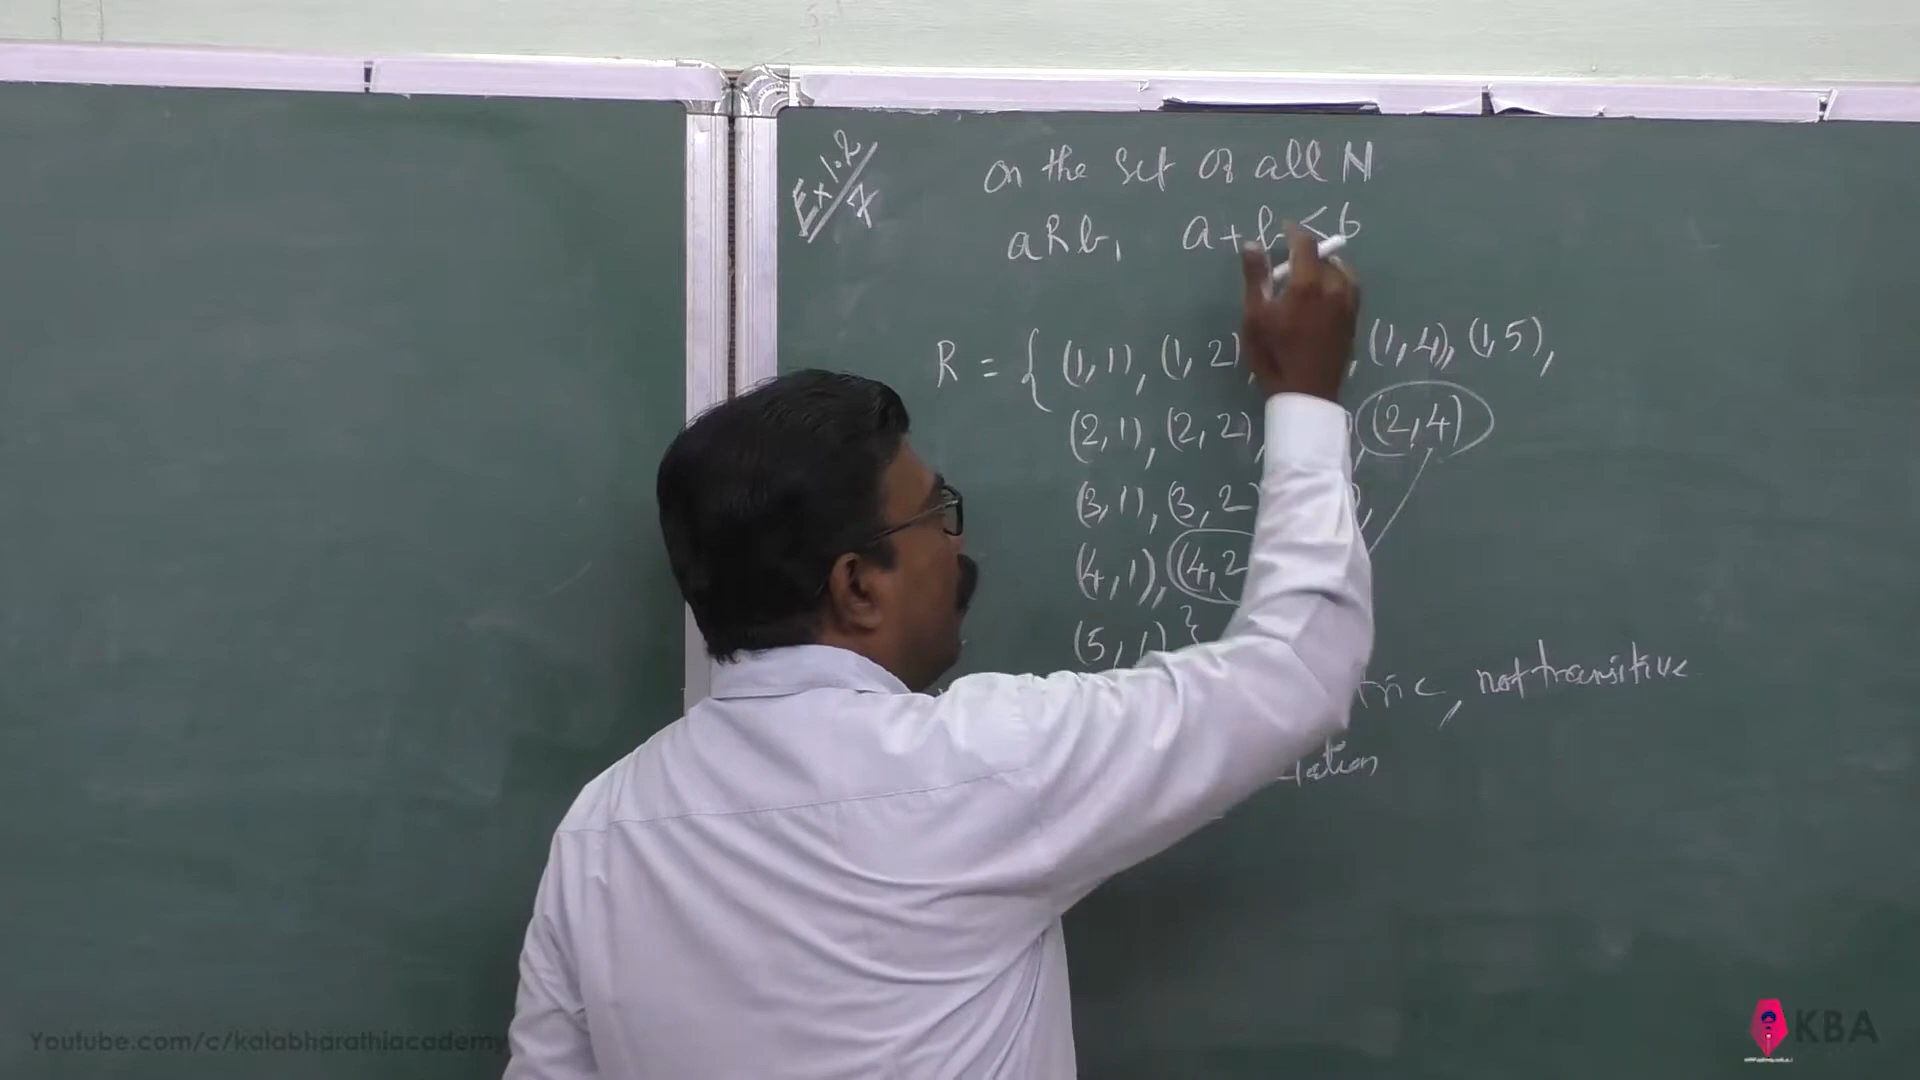 Ex 1.2 / 7
on the set of all N
aRb, a + b < 6
R = { (1,1), (1,2) , (1,4), (1,5),
(2,1), (2,2), , (2,4)
(3,1), (3,2 ,
(4,1), (4,2
(5,1) }
tric, not transitive
lation
Youtube.com/c/kalabharathiacademy
KBA